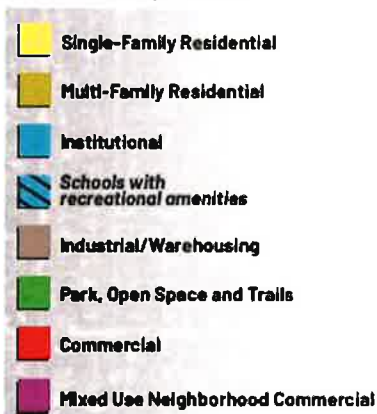 Single-Family Residential
Multi-Family Residential
Institutional
Schools with
recreational amenities
Industrial/Warehousing
Park, Open Space and Trails
Commercial
Mixed Use Neighborhood Commercial